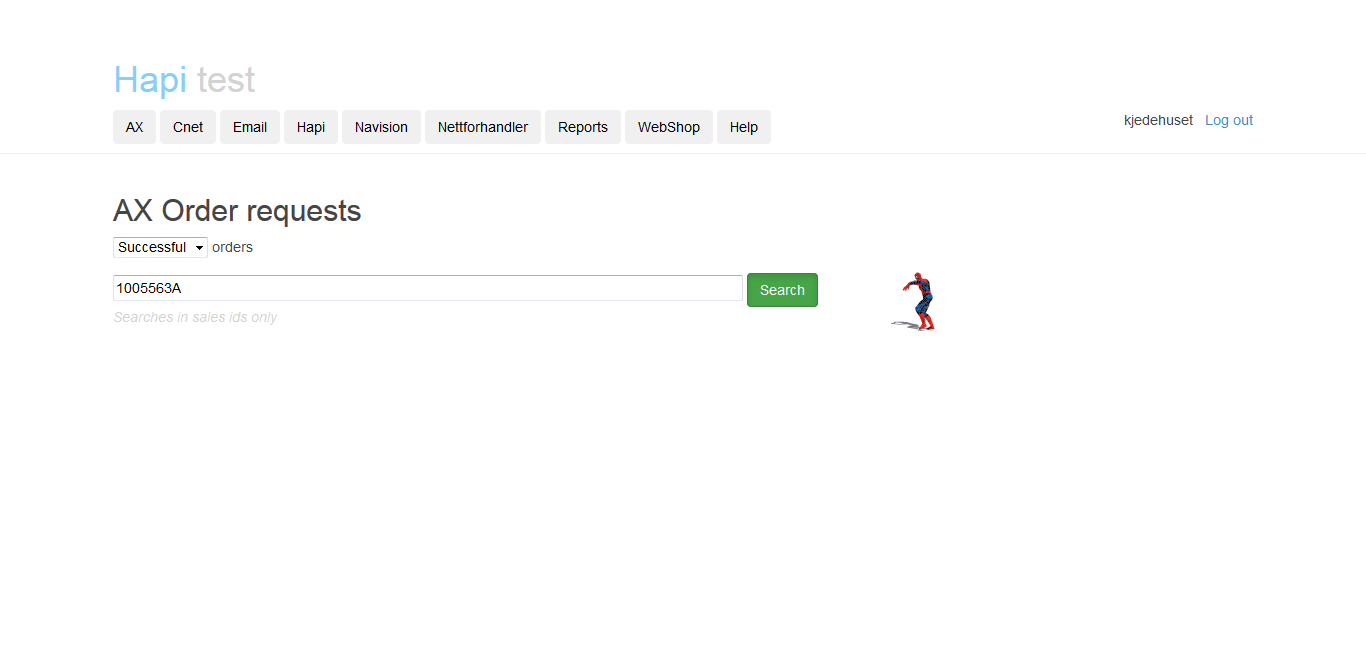 Hapi test
AX Cnet Email Hapi Navision Nettforhandler Reports WebShop Help
kjedehuset Log out
AX Order requests
Successful orders
1005563A Search
Searches in sales ids only